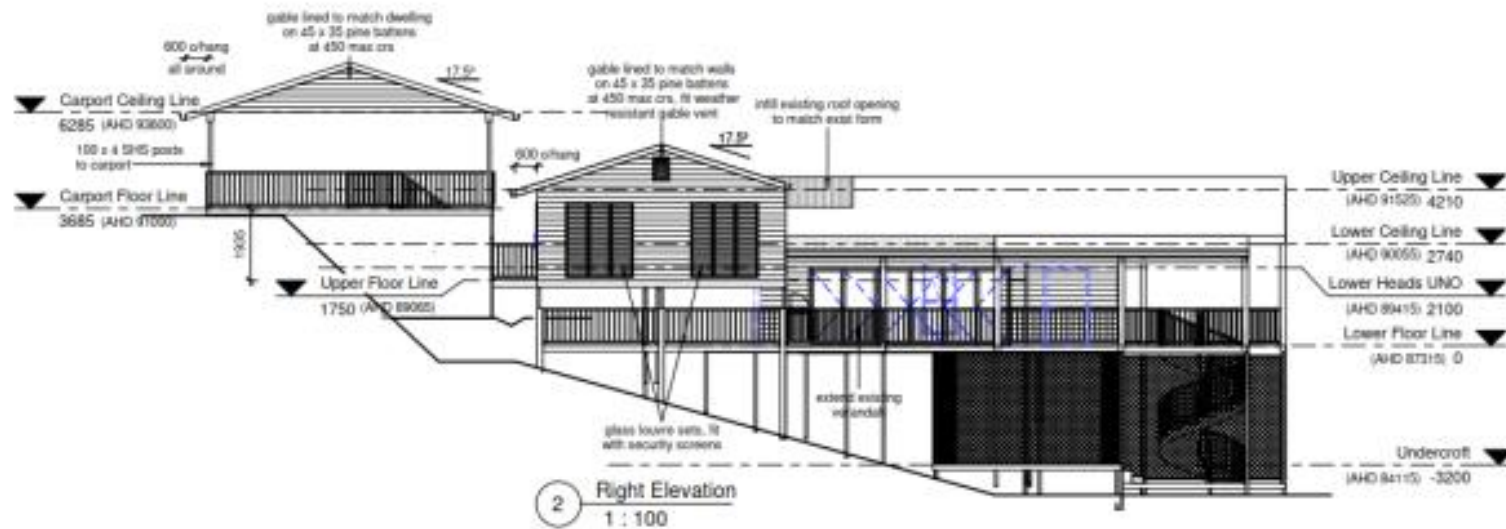 gable lined to match dwelling
on 45 x 35 pine battens
at 450 max crs
600 o/hang
all around
17.5°
Carport Ceiling Line
6285 (AHD 93600)
100 x 4 SHS posts
to carport
Carport Floor Line
3685 (AHD 91000)
1935
gable lined to match walls
on 45 x 35 pine battens
at 450 max crs, fit weather
resistant gable vent
600 o/hang
17.5°
infill existing roof opening
to match exist form
Upper Floor Line
1750 (AHD 89065)
Upper Ceiling Line
(AHD 91525) 4210
Lower Ceiling Line
(AHD 90055) 2740
Lower Heads UNO
(AHD 89415) 2100
Lower Floor Line
(AHD 87315) 0
extend existing
verandah
glass louvre sets, fit
with security screens
Undercroft
(AHD 84115) -3200
2
Right Elevation
1 : 100